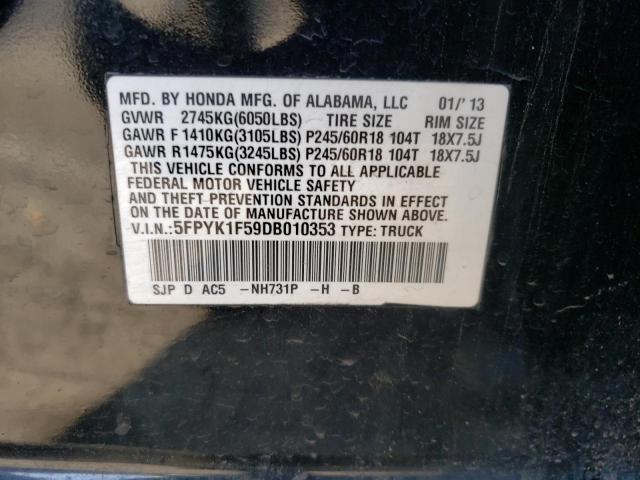 MFD. BY HONDA MFG. OF ALABAMA, LLC 01/'13
GVWR 2745KG(6050LBS) TIRE SIZE RIM SIZE
GAWR F 1410KG(3105LBS) P245/60R18 104T 18X7.5J
GAWR R1475KG(3245LBS) P245/60R18 104T 18X7.5J
THIS VEHICLE CONFORMS TO ALL APPLICABLE
FEDERAL MOTOR VEHICLE SAFETY
AND THEFT PREVENTION STANDARDS IN EFFECT
ON THE DATE OF MANUFACTURE SHOWN ABOVE.
V.I.N.:5FPYK1F59DB010353 TYPE: TRUCK
SJP D AC5 -NH731P -H -B